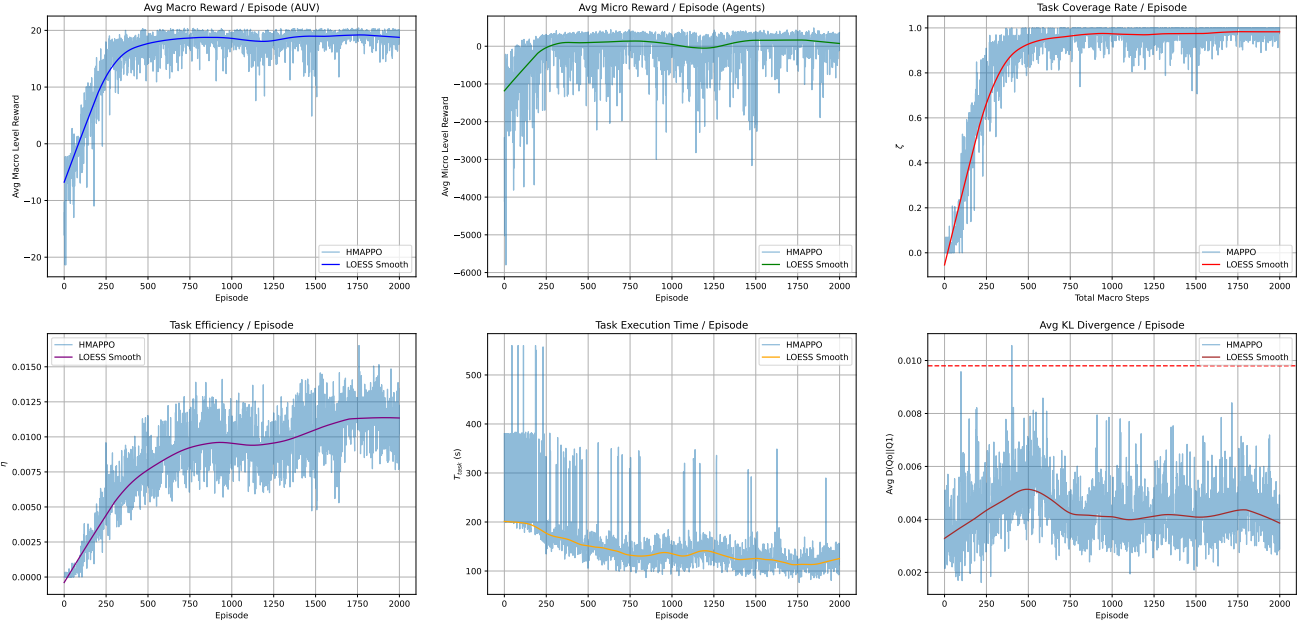 Avg Macro Reward / Episode (AUV)
Avg Macro Level Reward
20
10
0
−10
−20
0 250 500 750 1000 1250 1500 1750 2000
Episode
HMAPPO
LOESS Smooth
Avg Micro Reward / Episode (Agents)
Avg Micro Level Reward
0
−1000
−2000
−3000
−4000
−5000
−6000
0 250 500 750 1000 1250 1500 1750 2000
Episode
HMAPPO
LOESS Smooth
Task Coverage Rate / Episode
ζ
1.0
0.8
0.6
0.4
0.2
0.0
0 250 500 750 1000 1250 1500 1750 2000
Total Macro Steps
MAPPO
LOESS Smooth
Task Efficiency / Episode
η
0.0150
0.0125
0.0100
0.0075
0.0050
0.0025
0.0000
0 250 500 750 1000 1250 1500 1750 2000
Episode
HMAPPO
LOESS Smooth
Task Execution Time / Episode
T_task (s)
500
400
300
200
100
0 250 500 750 1000 1250 1500 1750 2000
Episode
HMAPPO
LOESS Smooth
Avg KL Divergence / Episode
Avg D(Qo||Q1)
0.010
0.008
0.006
0.004
0.002
0 250 500 750 1000 1250 1500 1750 2000
Episode
HMAPPO
LOESS Smooth